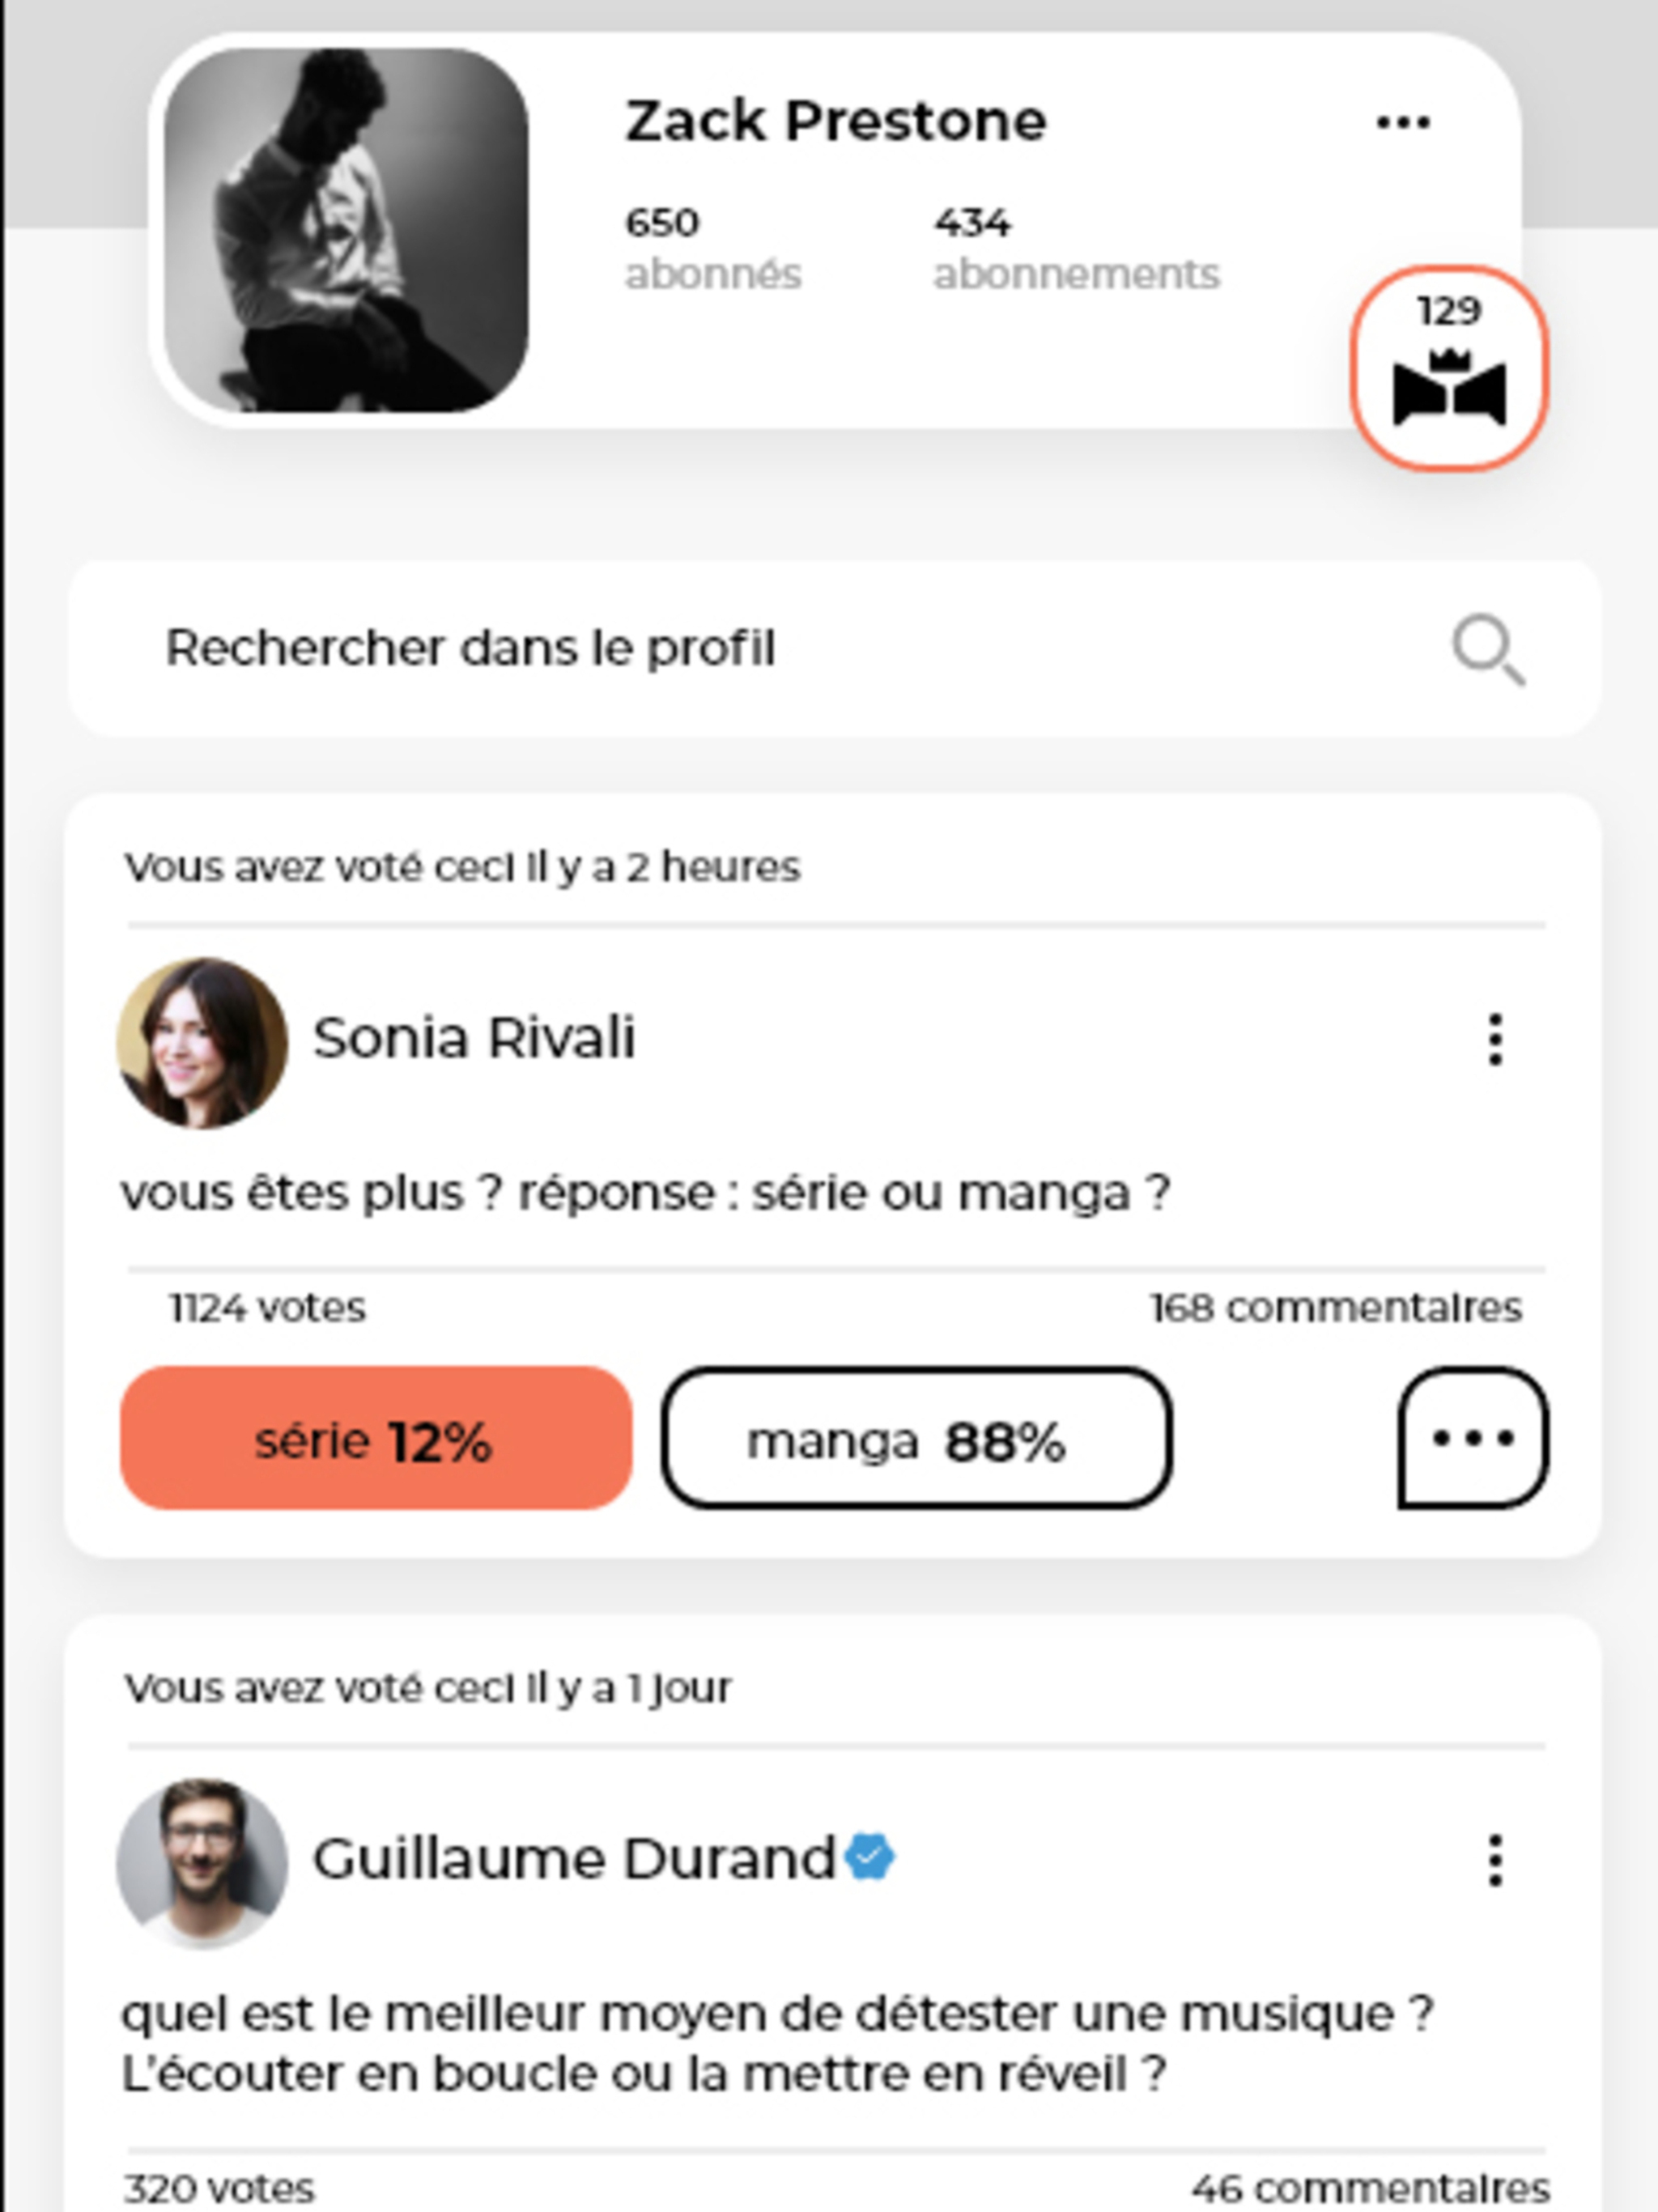 Zack Prestone
650 434
abonnés abonnements
129
Rechercher dans le profil
Vous avez voté ceci il y a 2 heures
Sonia Rivali
vous êtes plus ? réponse : série ou manga ?
1124 votes 168 commentaires
série 12% manga 88%
Vous avez voté ceci il y a 1 jour
Guillaume Durand
quel est le meilleur moyen de détester une musique ?
L'écouter en boucle ou la mettre en réveil ?
320 votes 46 commentaires